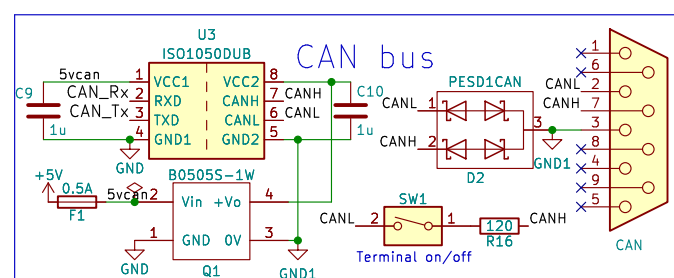 CAN bus
U3
ISO1050DUB
5vcan
1 VCC1 VCC2 8
CAN_Rx 2 RXD CANH 7 CANH
CAN_Tx 3 TXD CANL 6 CANL
4 GND1 GND2 5
C9
1u
C10
1u
GND
B0505S-1W
+5V
0.5A
F1
5vcan 2 Vin +Vo 4
1 GND 0V 3
GND
Q1
GND1
PESD1CAN
CANL 1
CANH 2
3
GND1
D2
SW1
CANL 2 1 120 CANH
R16
Terminal on/off
1
6
CANL 2
CANH 7
3
8
4
9
5
CAN